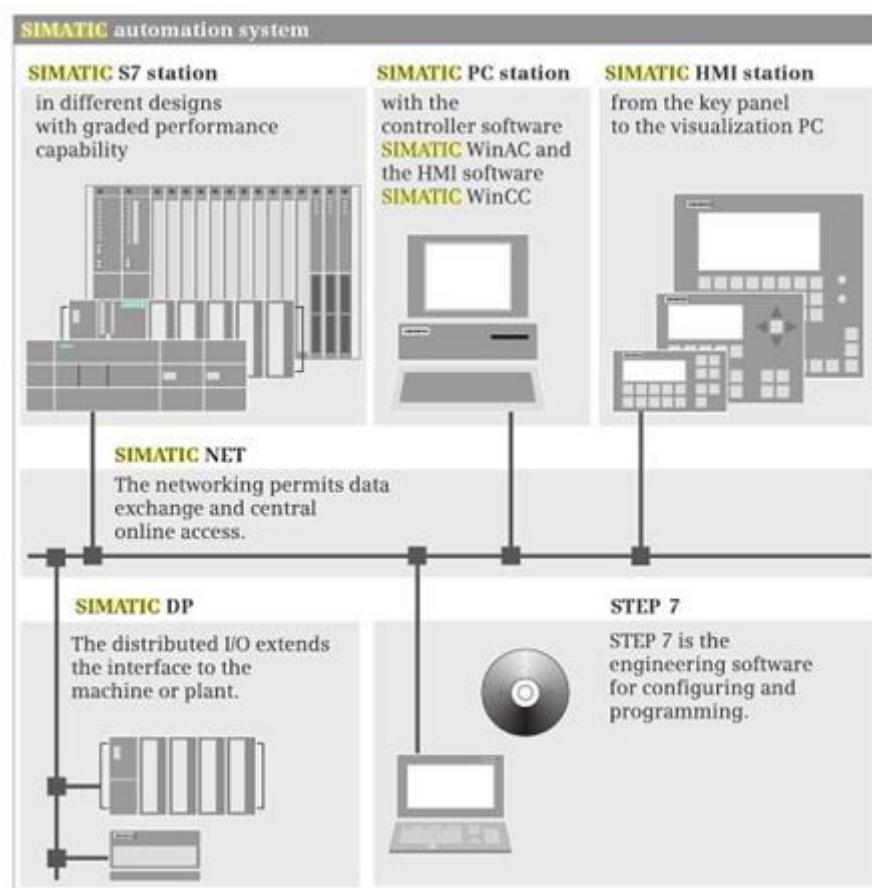 SIMATIC automation system
SIMATIC S7 station
in different designs
with graded performance
capability
SIMATIC PC station
with the
controller software
SIMATIC WinAC and
the HMI software
SIMATIC WinCC
SIMATIC HMI station
from the key panel
to the visualization PC
SIMATIC NET
The networking permits data
exchange and central
online access.
SIMATIC DP
The distributed I/O extends
the interface to the
machine or plant.
STEP 7
STEP 7 is the
engineering software
for configuring and
programming.